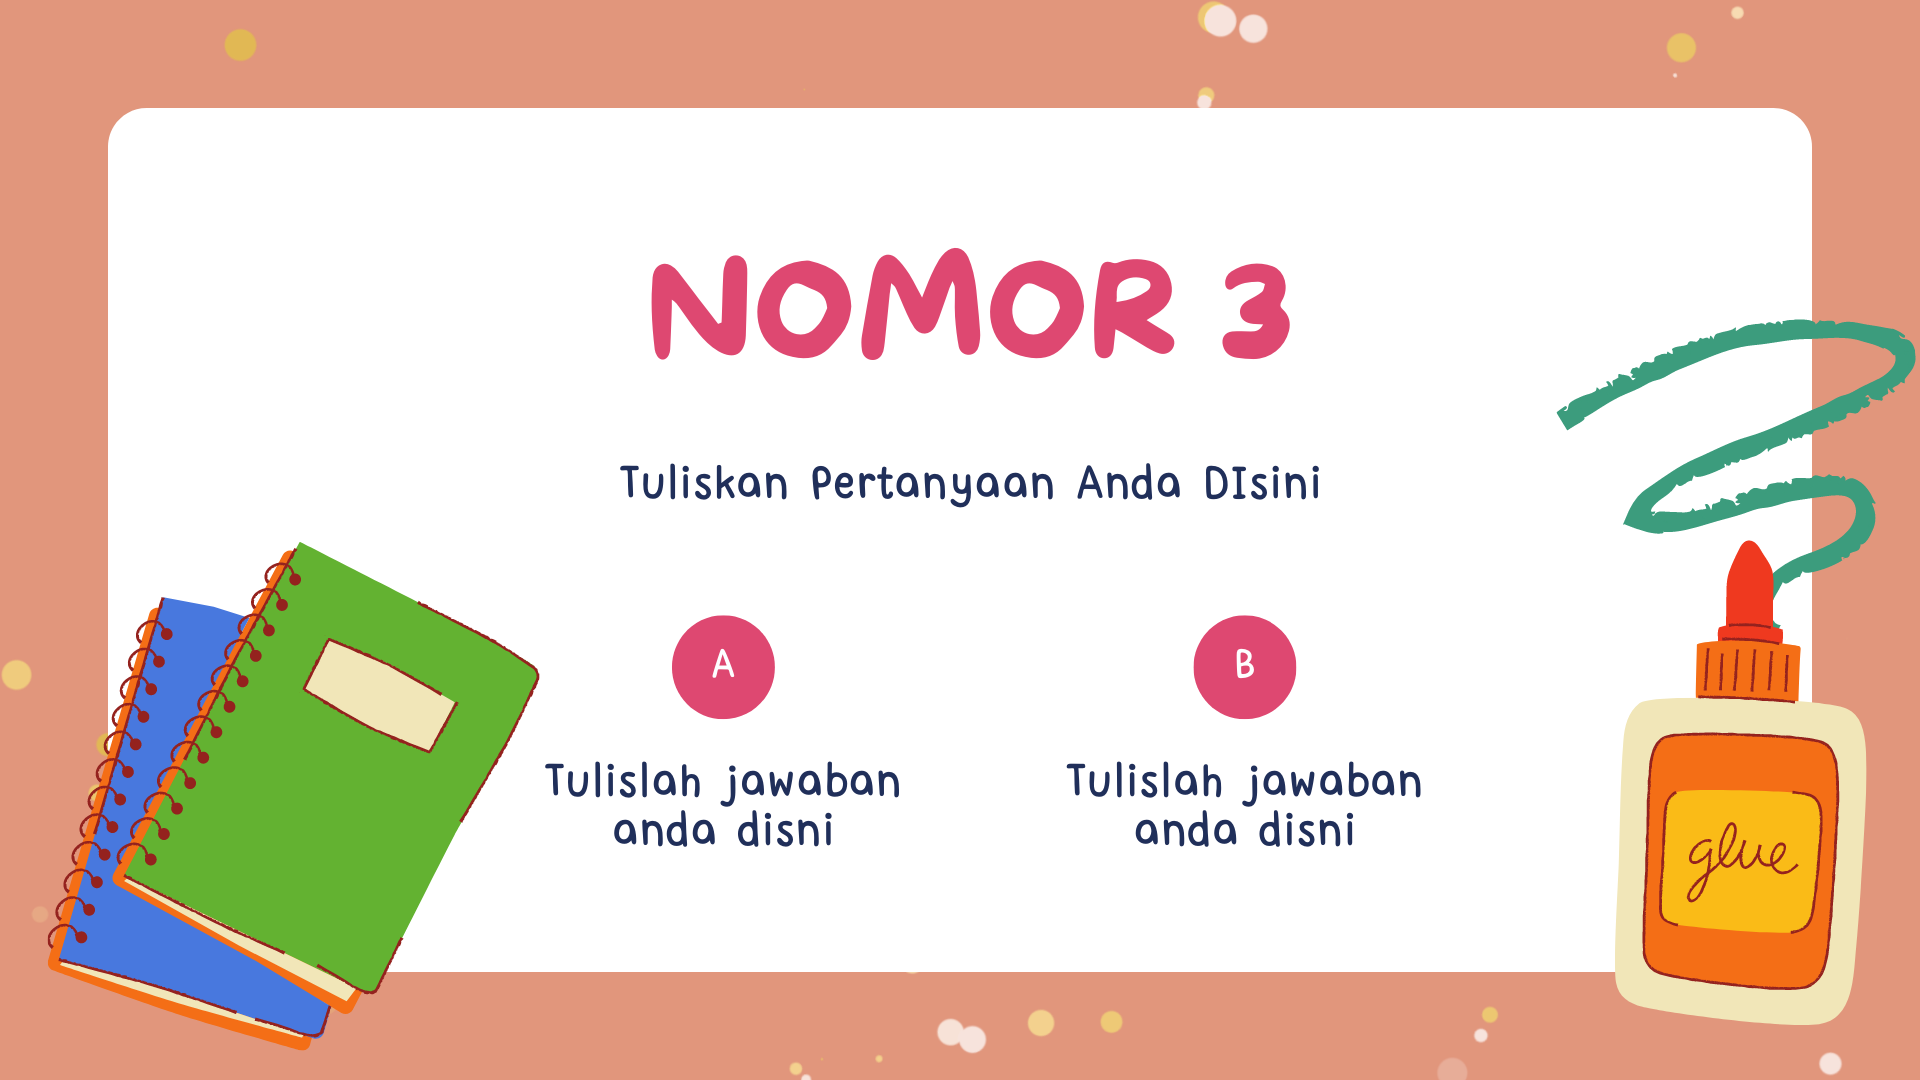 NOMOR 3
Tuliskan Pertanyaan Anda DIsini
A
Tulislah jawaban
anda disni
B
Tulislah jawaban
anda disni
glue